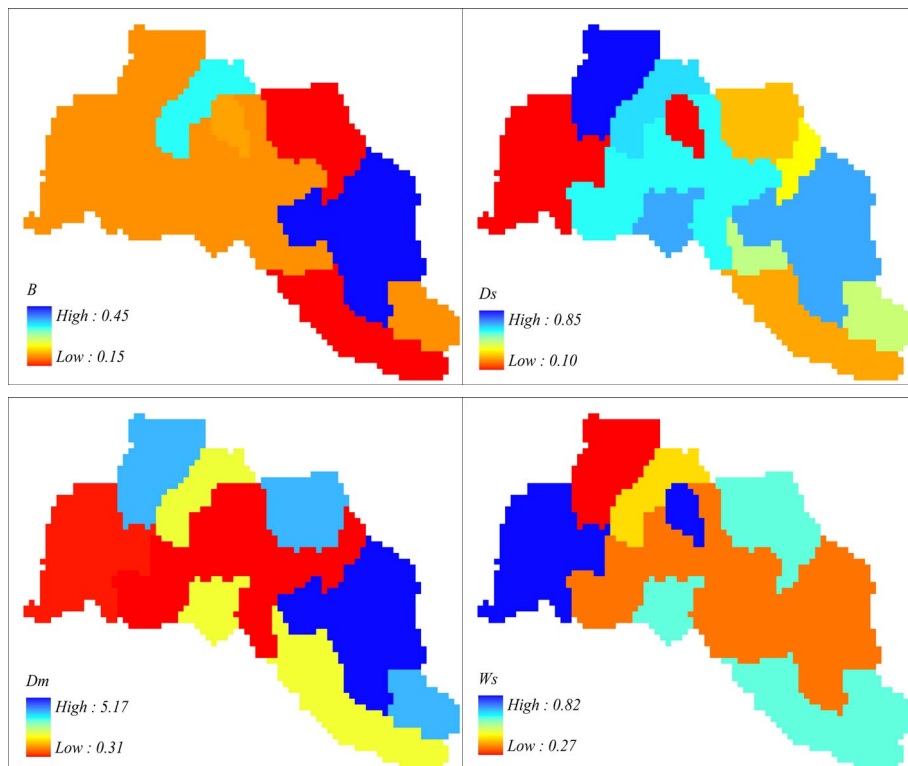 B
High : 0.45
Low : 0.15
Ds
High : 0.85
Low : 0.10
Dm
High : 5.17
Low : 0.31
Ws
High : 0.82
Low : 0.27